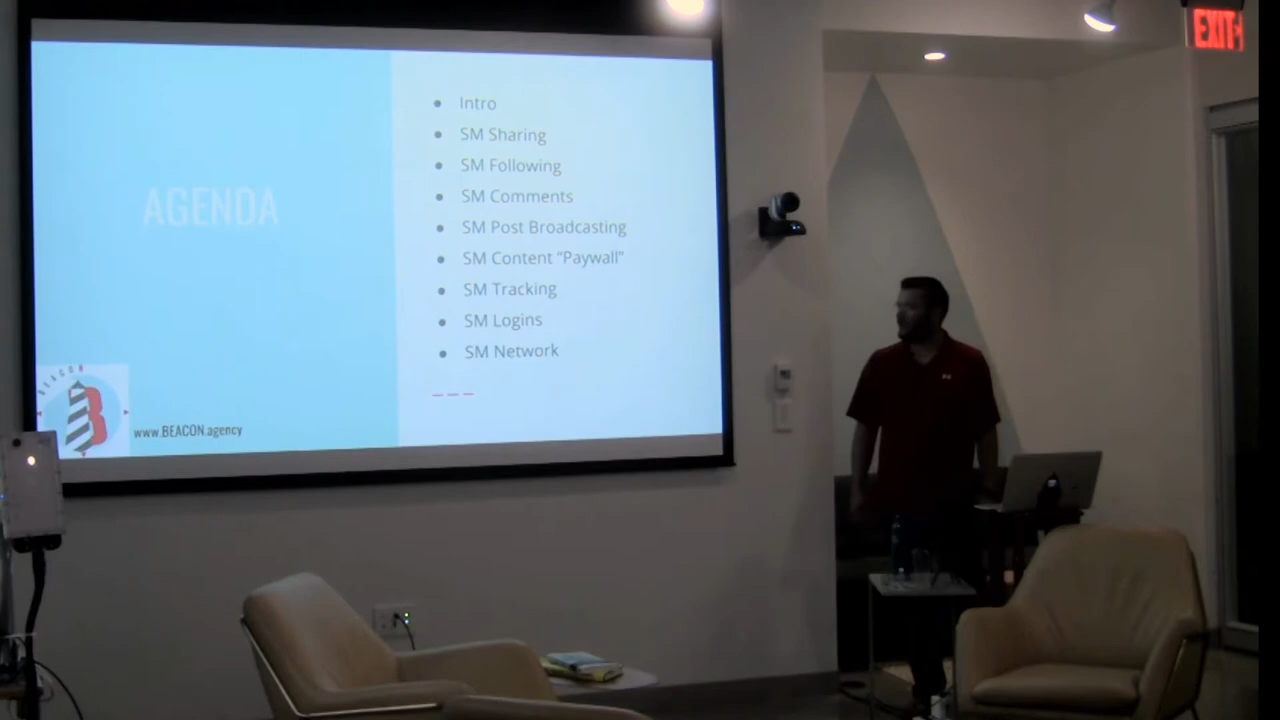 EXIT
AGENDA
Intro
SM Sharing
SM Following
SM Comments
SM Post Broadcasting
SM Content “Paywall”
SM Tracking
SM Logins
SM Network
BEACON
B
www.BEACON.agency